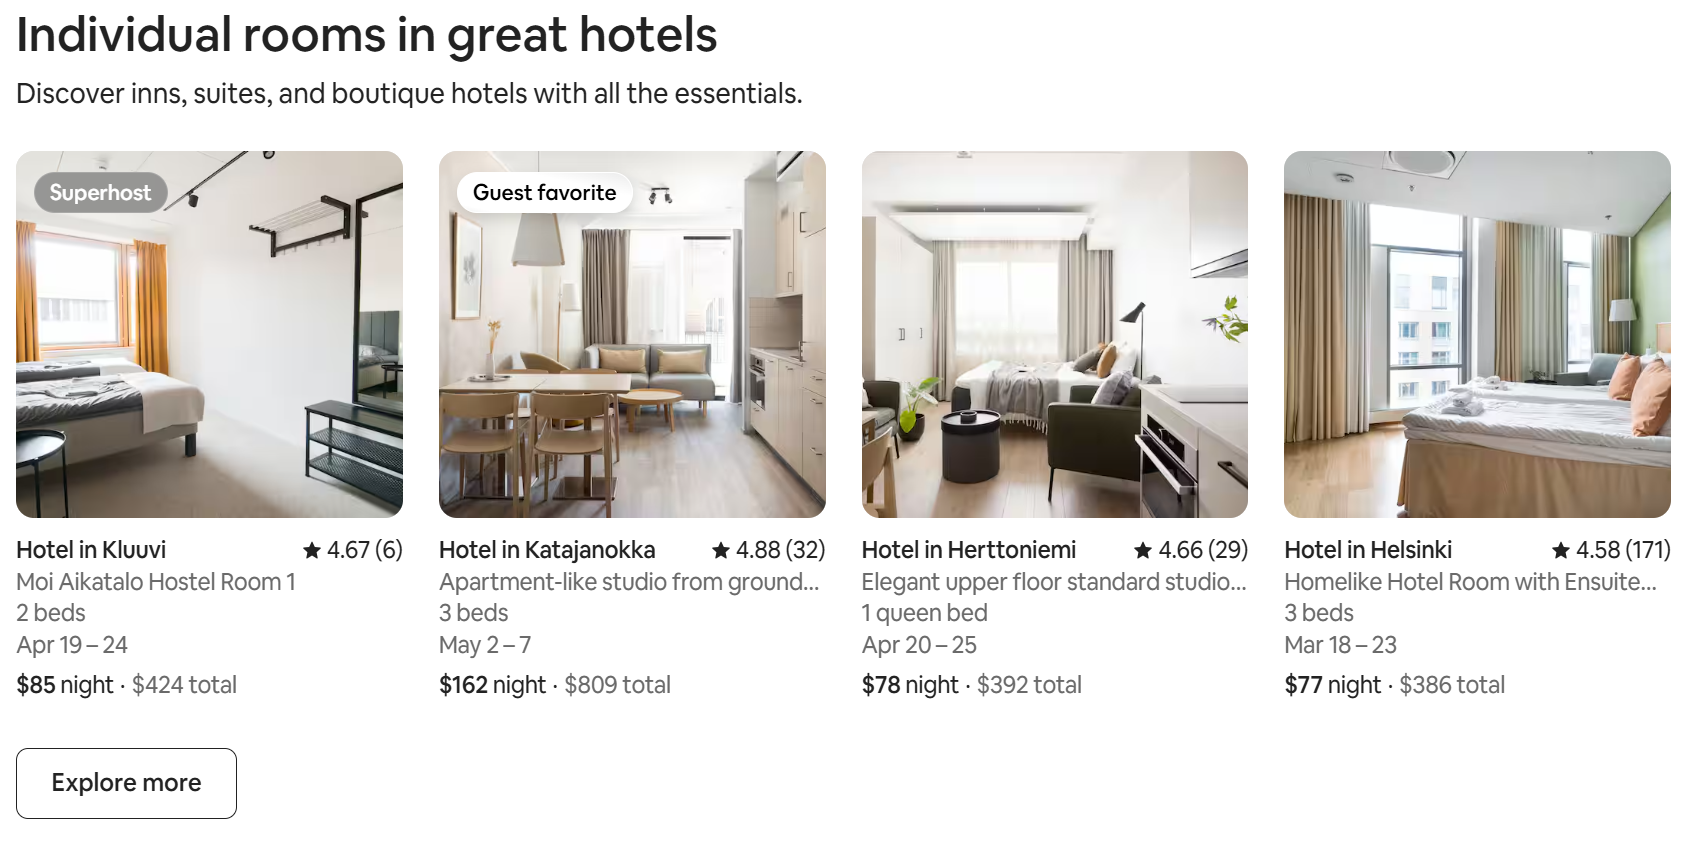 Individual rooms in great hotels
Discover inns, suites, and boutique hotels with all the essentials.
Superhost
Hotel in Kluuvi ★ 4.67 (6)
Moi Aikatalo Hostel Room 1
2 beds
Apr 19 – 24
$85 night · $424 total
Guest favorite
Hotel in Katajanokka ★ 4.88 (32)
Apartment-like studio from ground...
3 beds
May 2 – 7
$162 night · $809 total
Hotel in Herttoniemi ★ 4.66 (29)
Elegant upper floor standard studio...
1 queen bed
Apr 20 – 25
$78 night · $392 total
Hotel in Helsinki ★ 4.58 (171)
Homelike Hotel Room with Ensuite...
3 beds
Mar 18 – 23
$77 night · $386 total
Explore more